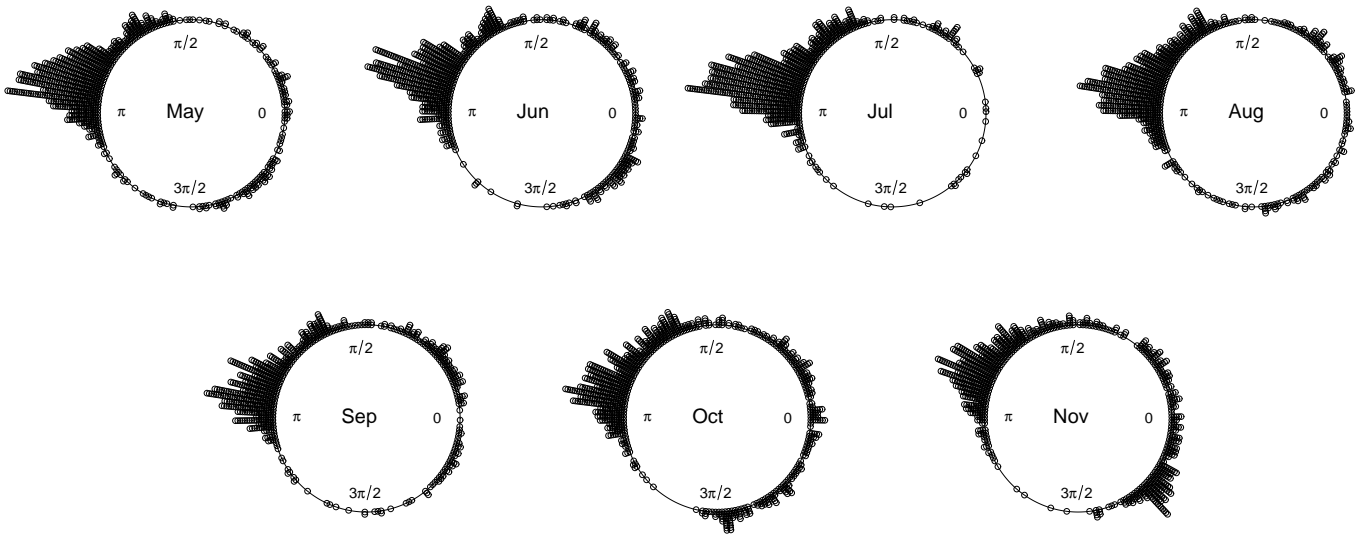 π/2 π/2 π/2 π/2
π May 0 π Jun 0 π Jul 0 π Aug 0
3π/2 3π/2 3π/2 3π/2
π/2 π/2 π/2
π Sep 0 π Oct 0 π Nov 0
3π/2 3π/2 3π/2